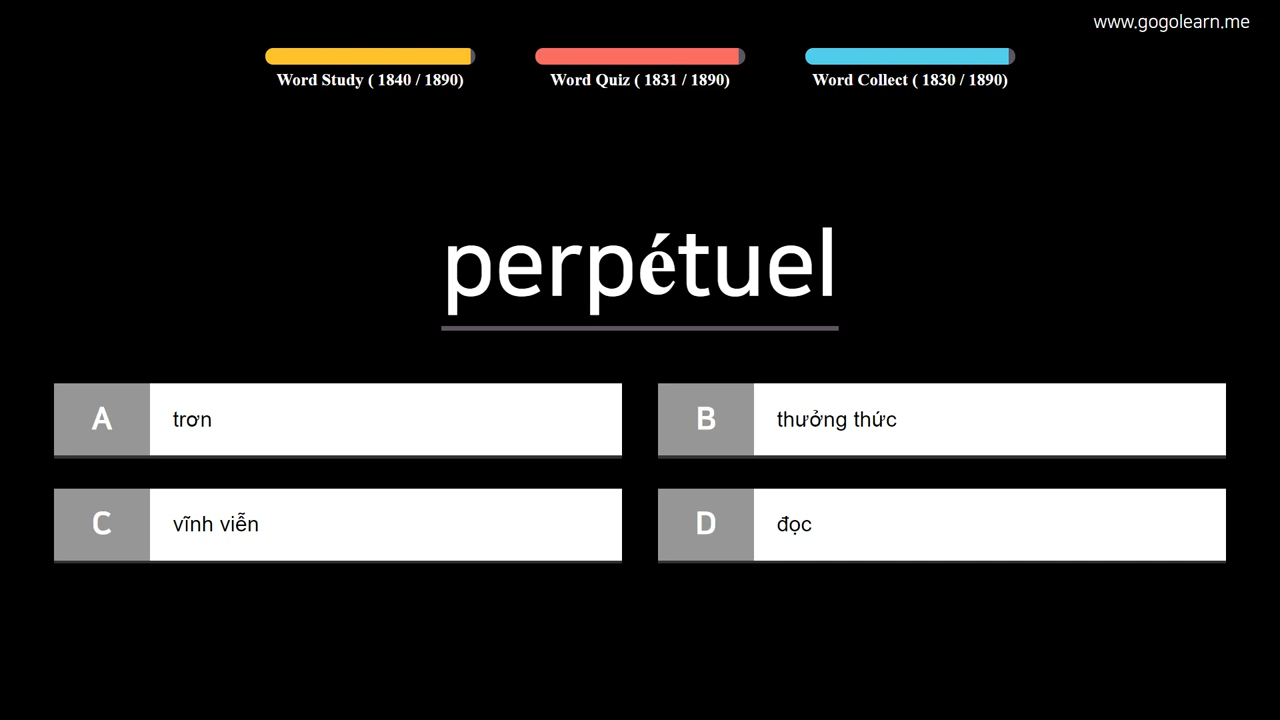 www.gogolearn.me
Word Study ( 1840 / 1890)
Word Quiz ( 1831 / 1890)
Word Collect ( 1830 / 1890)
perpétuel
A trơn
B thưởng thức
C vĩnh viễn
D đọc